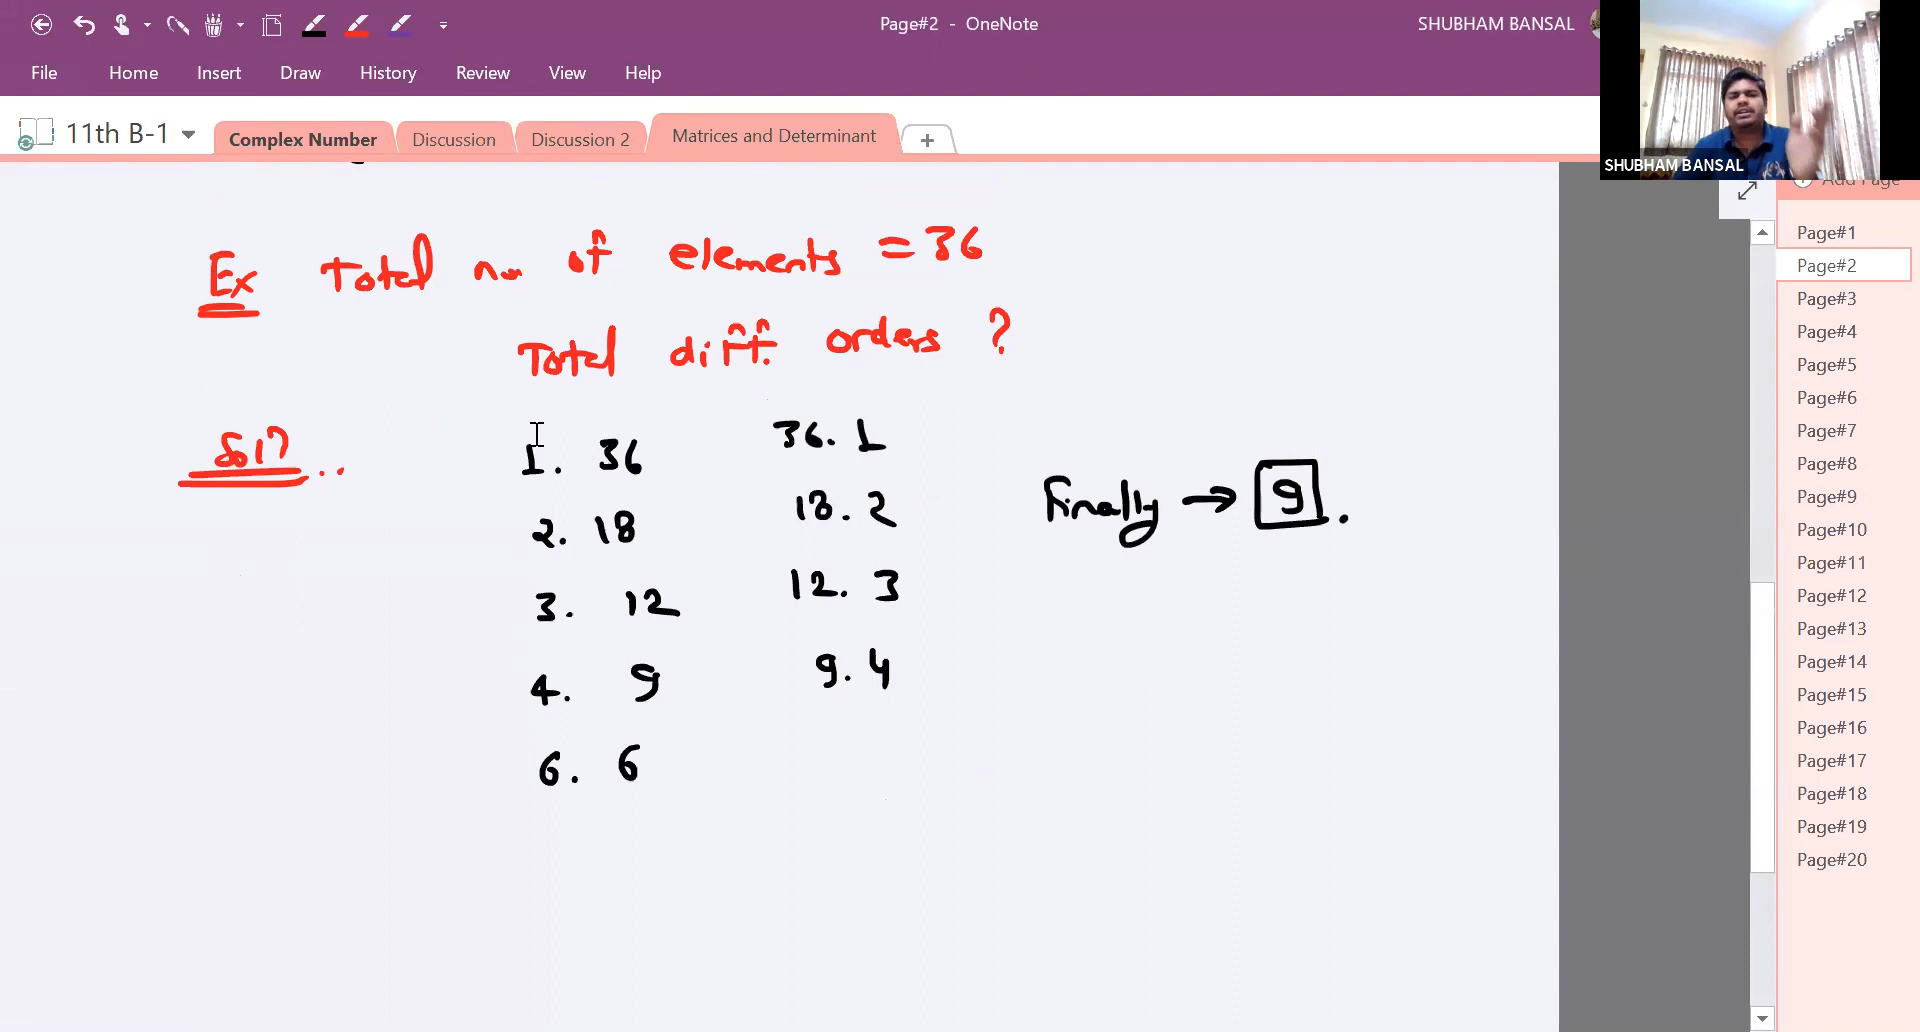 Page#2 - OneNote
SHUBHAM BANSAL
File Home Insert Draw History Review View Help
SHUBHAM BANSAL
11th B-1
Complex Number
Discussion
Discussion 2
Matrices and Determinant
Add Page
Ex Total no of elements = 36
Total diff. orders ?
Sol?..
1. 36
2. 18
3. 12
4. 9
6. 6
36. 1
18. 2
12. 3
9. 4
Finally → 9.
Page#1
Page#2
Page#3
Page#4
Page#5
Page#6
Page#7
Page#8
Page#9
Page#10
Page#11
Page#12
Page#13
Page#14
Page#15
Page#16
Page#17
Page#18
Page#19
Page#20